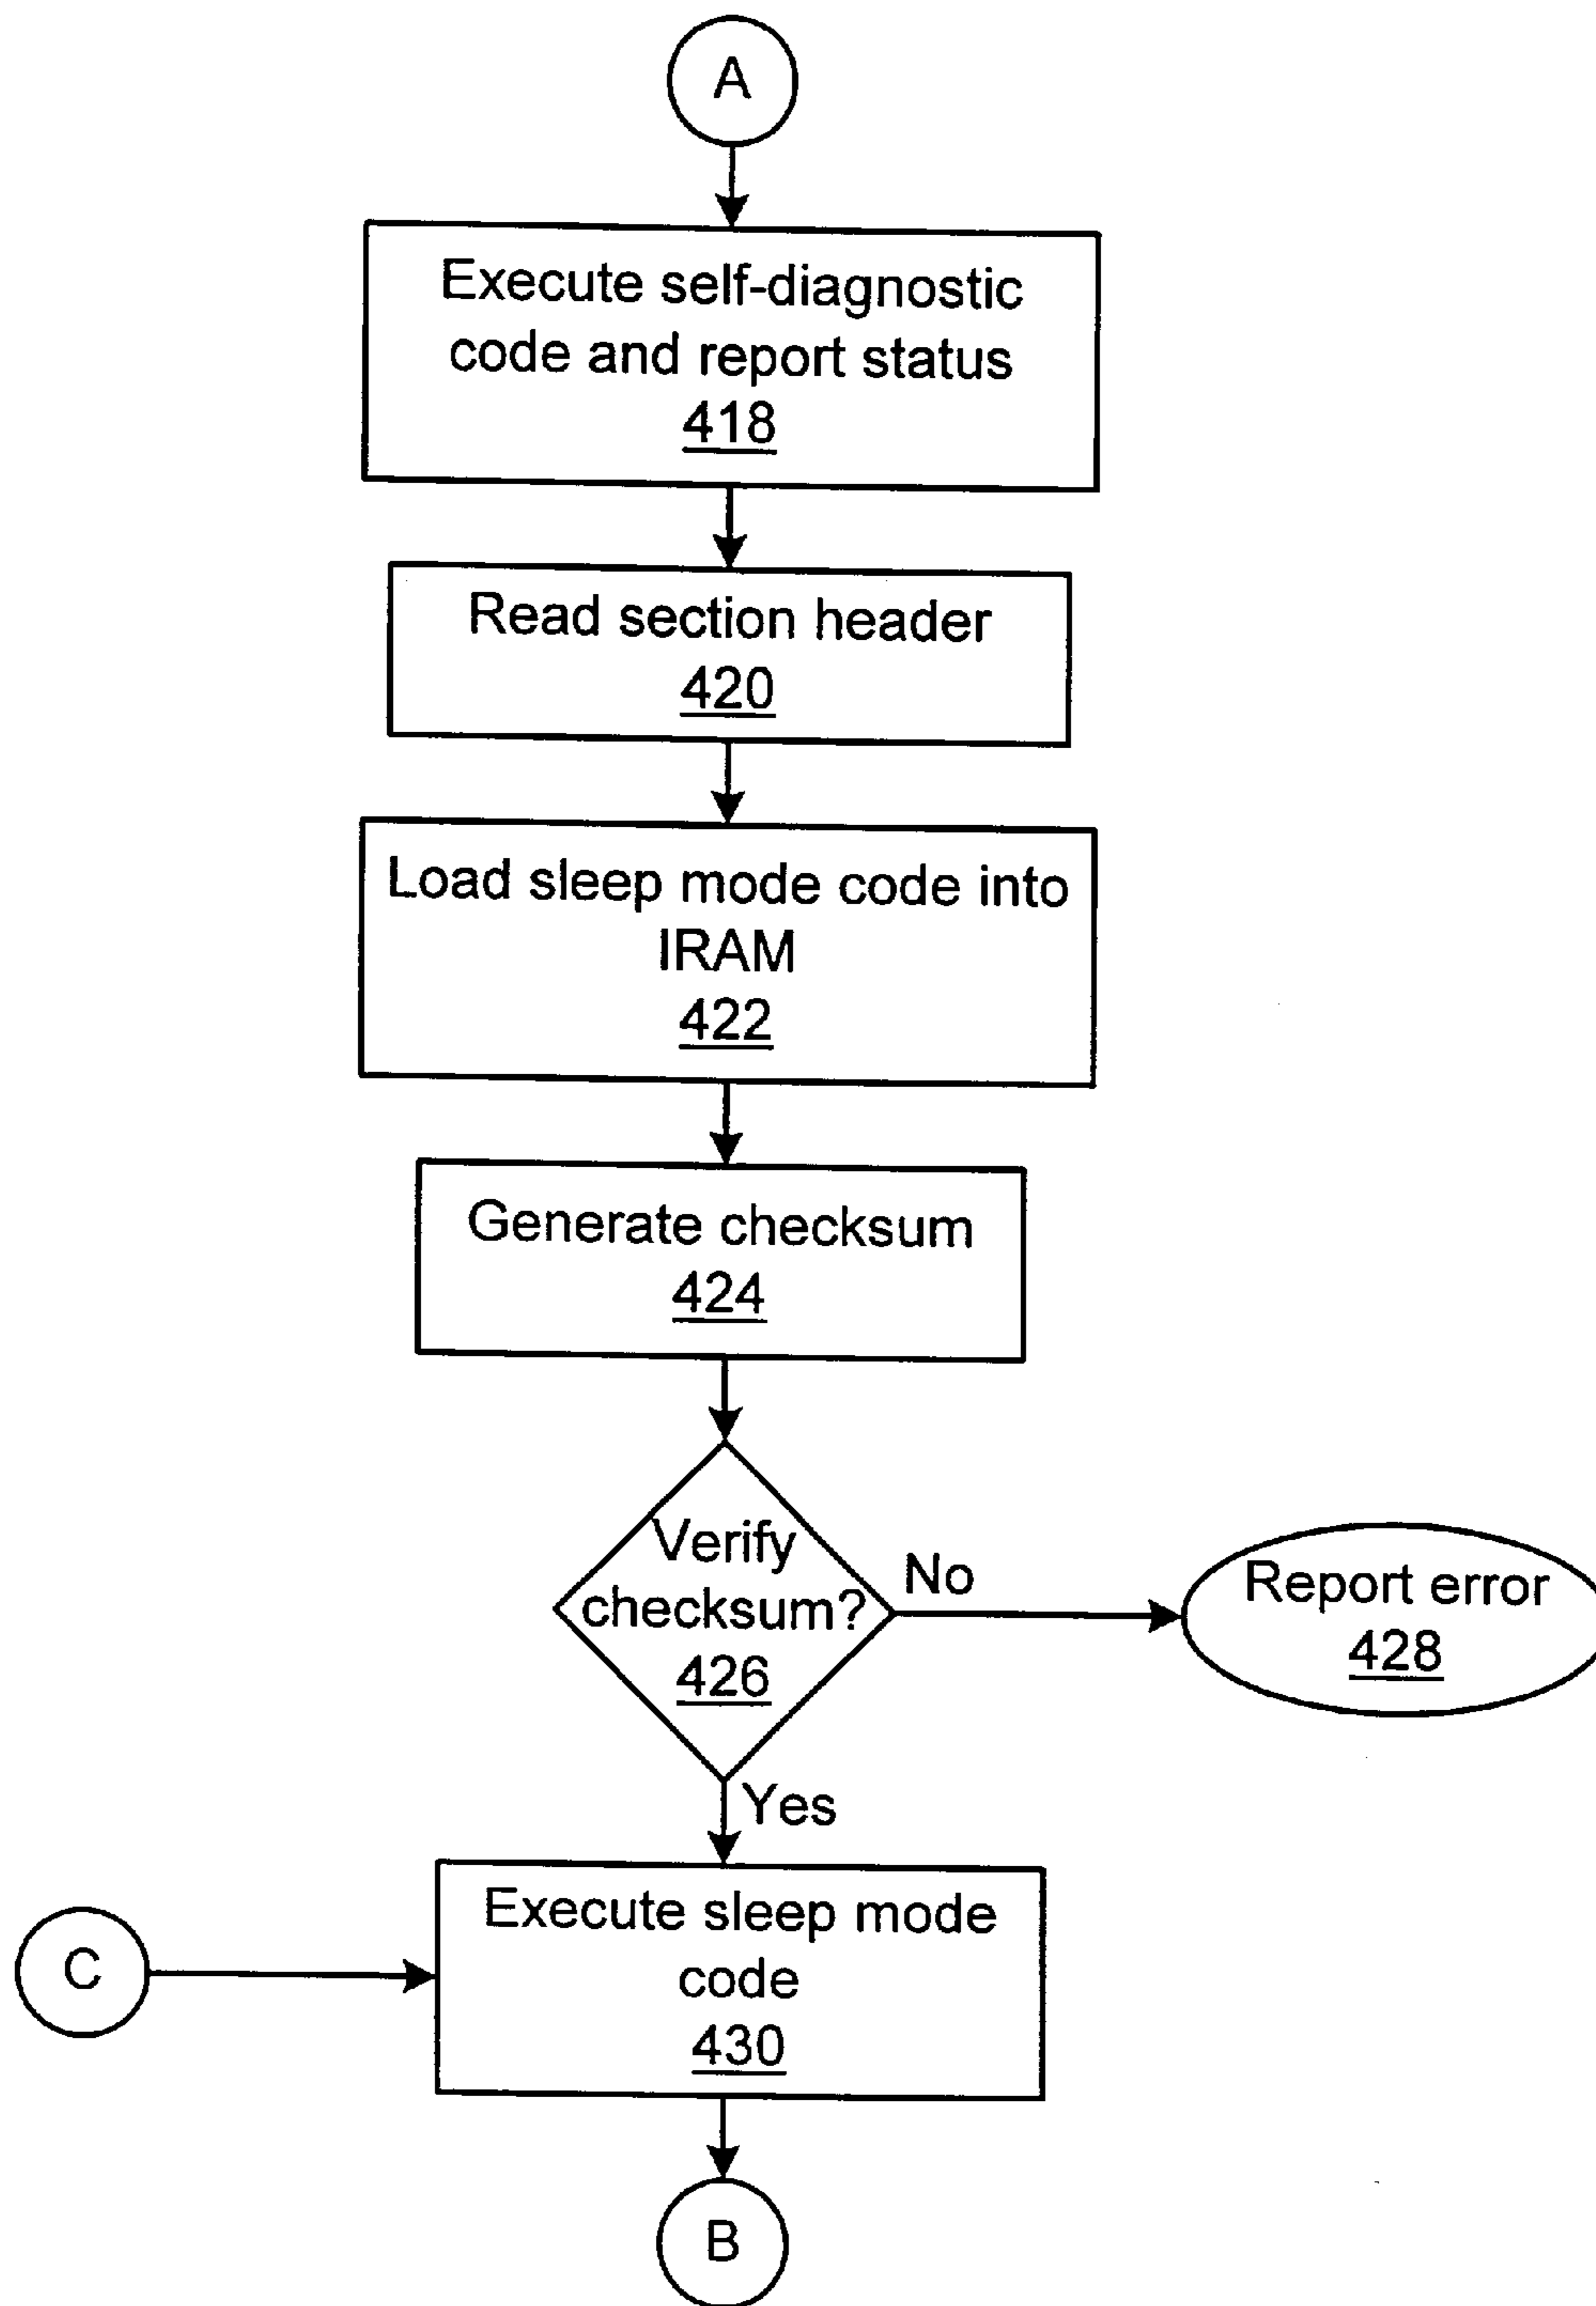 A
Execute self-diagnostic
code and report status
418
Read section header
420
Load sleep mode code into
IRAM
422
Generate checksum
424
Verify
checksum?
426
No
Report error
428
Yes
Execute sleep mode
code
430
C
B